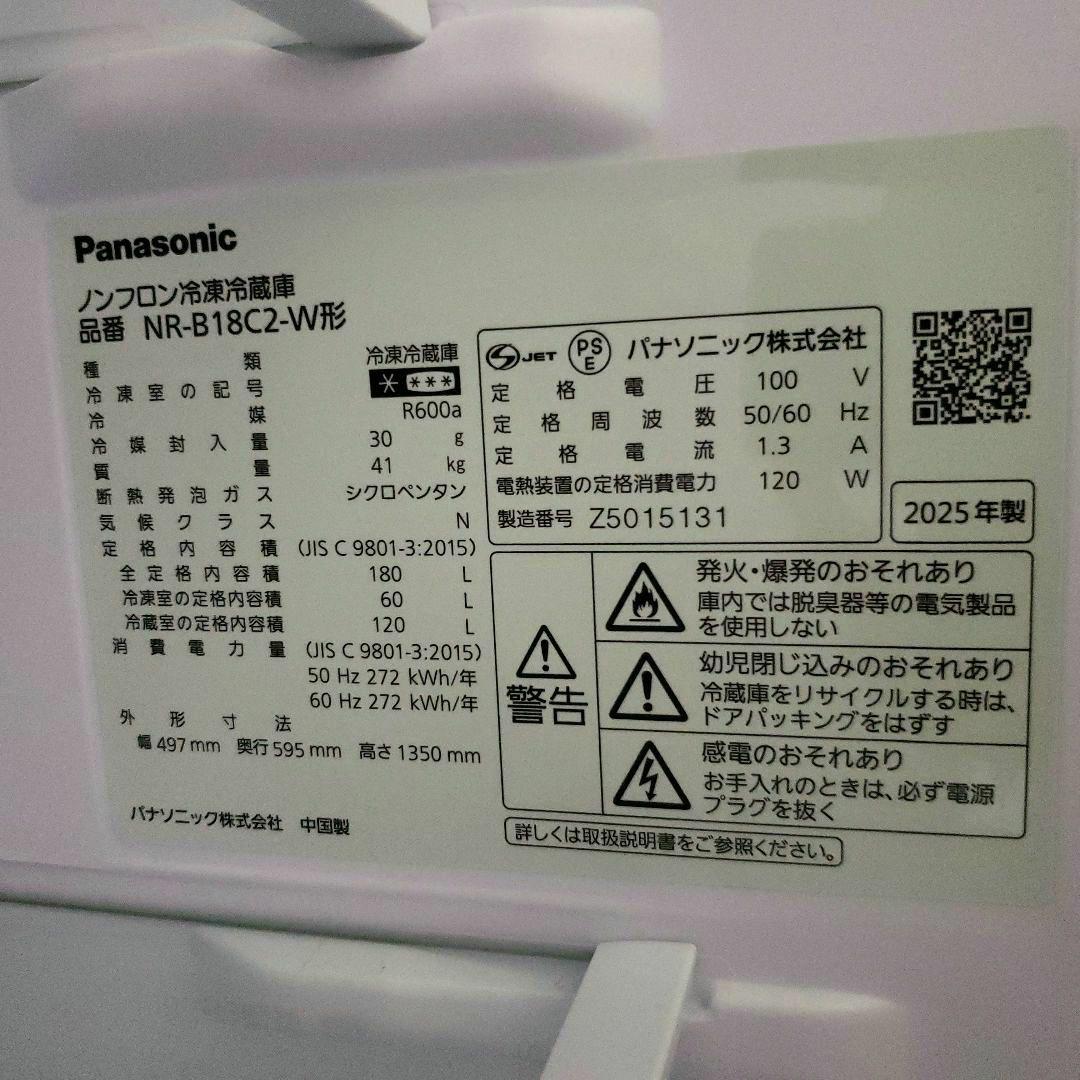 Panasonic
ノンフロン冷凍冷蔵庫
品番 NR-B18C2-W形
種類 冷凍冷蔵庫
冷凍室の記号 * ***
冷媒 R600a
冷媒封入量 30 g
質量 41 kg
断熱発泡ガス シクロペンタン
気候クラス N
定格内容積 (JIS C 9801-3:2015)
全定格内容積 180 L
冷凍室の定格内容積 60 L
冷蔵室の定格内容積 120 L
消費電力量 (JIS C 9801-3:2015)
50 Hz 272 kWh/年
60 Hz 272 kWh/年
外形寸法
幅 497 mm 奥行 595 mm 高さ 1350 mm
パナソニック株式会社 中国製
JET PSE パナソニック株式会社
定格電圧 100 V
定格周波数 50/60 Hz
定格電流 1.3 A
電熱装置の定格消費電力 120 W
製造番号 Z5015131
2025年製
警告
発火・爆発のおそれあり
庫内では脱臭器等の電気製品
を使用しない
幼児閉じ込みのおそれあり
冷蔵庫をリサイクルする時は、
ドアパッキングをはずす
感電のおそれあり
お手入れのときは、必ず電源
プラグを抜く
詳しくは取扱説明書をご参照ください。